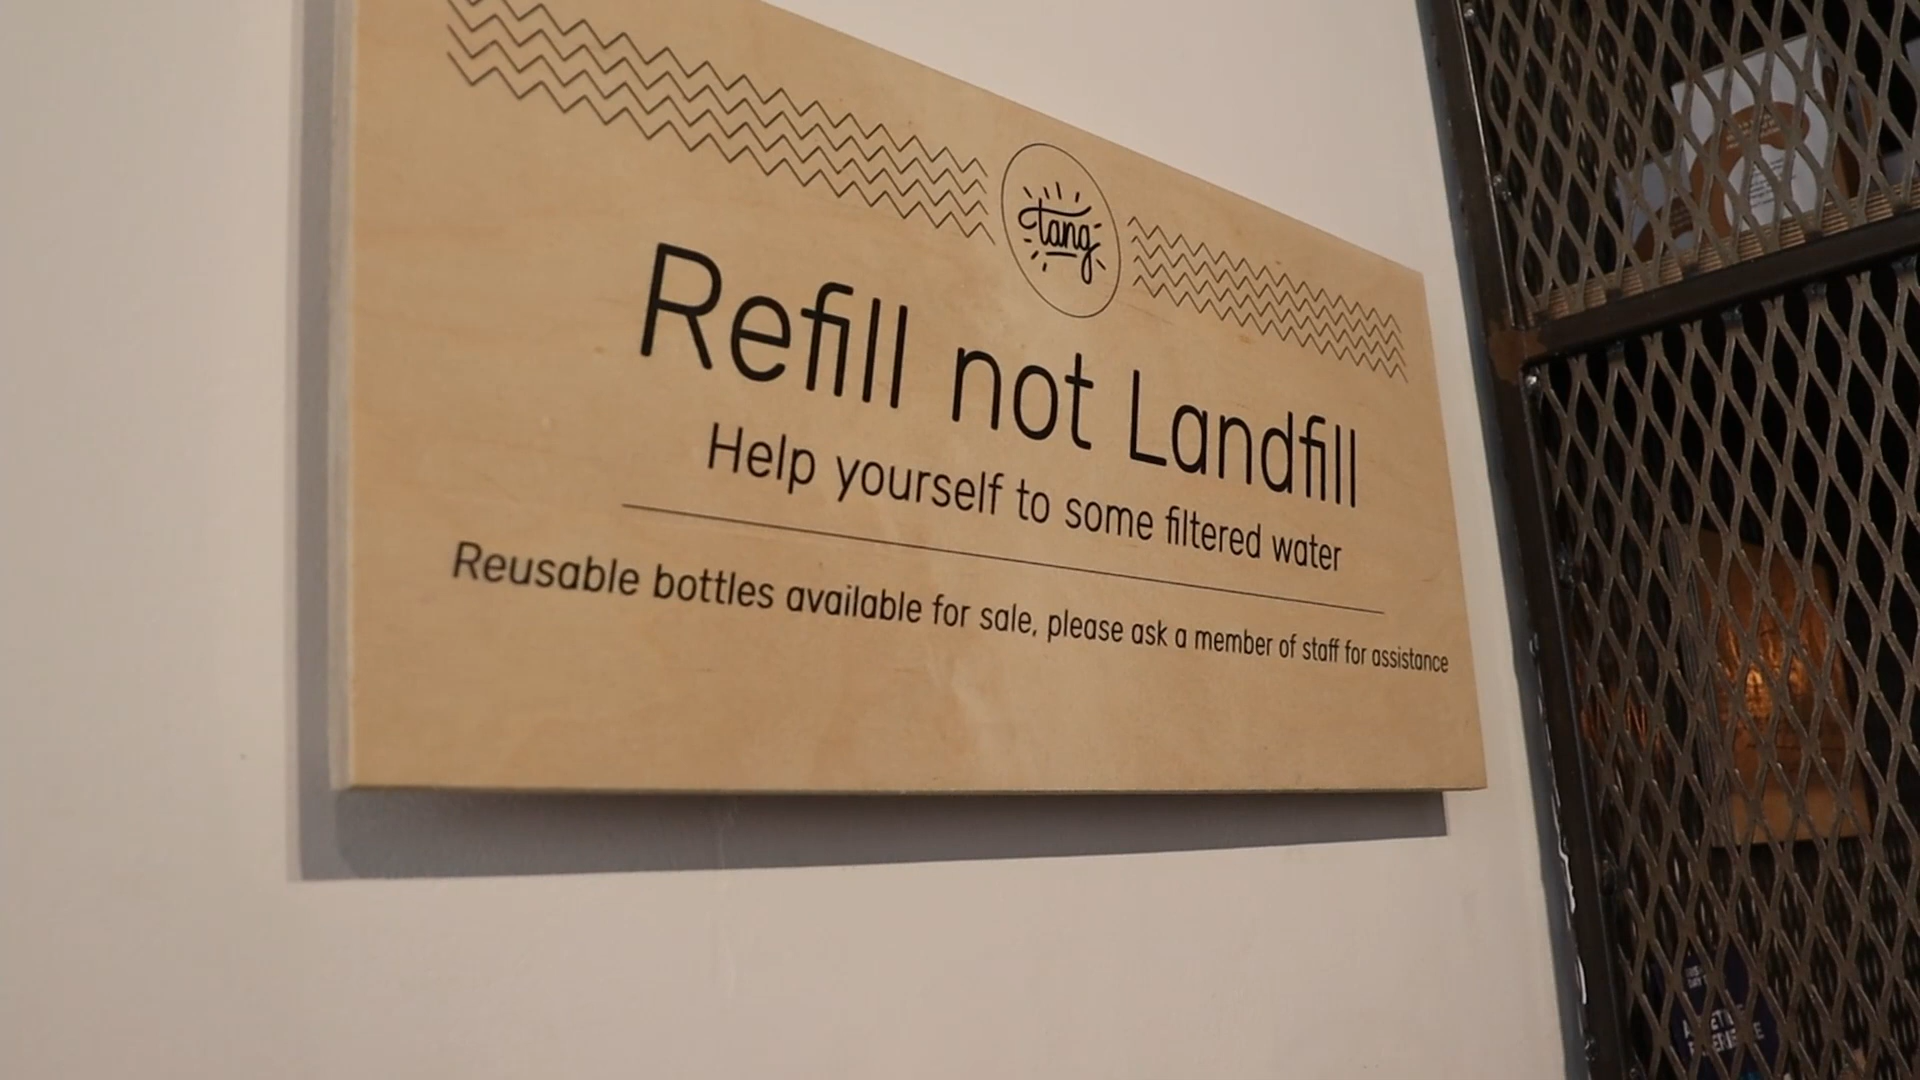 tang
Refill not Landfill
Help yourself to some filtered water
Reusable bottles available for sale, please ask a member of staff for assistance